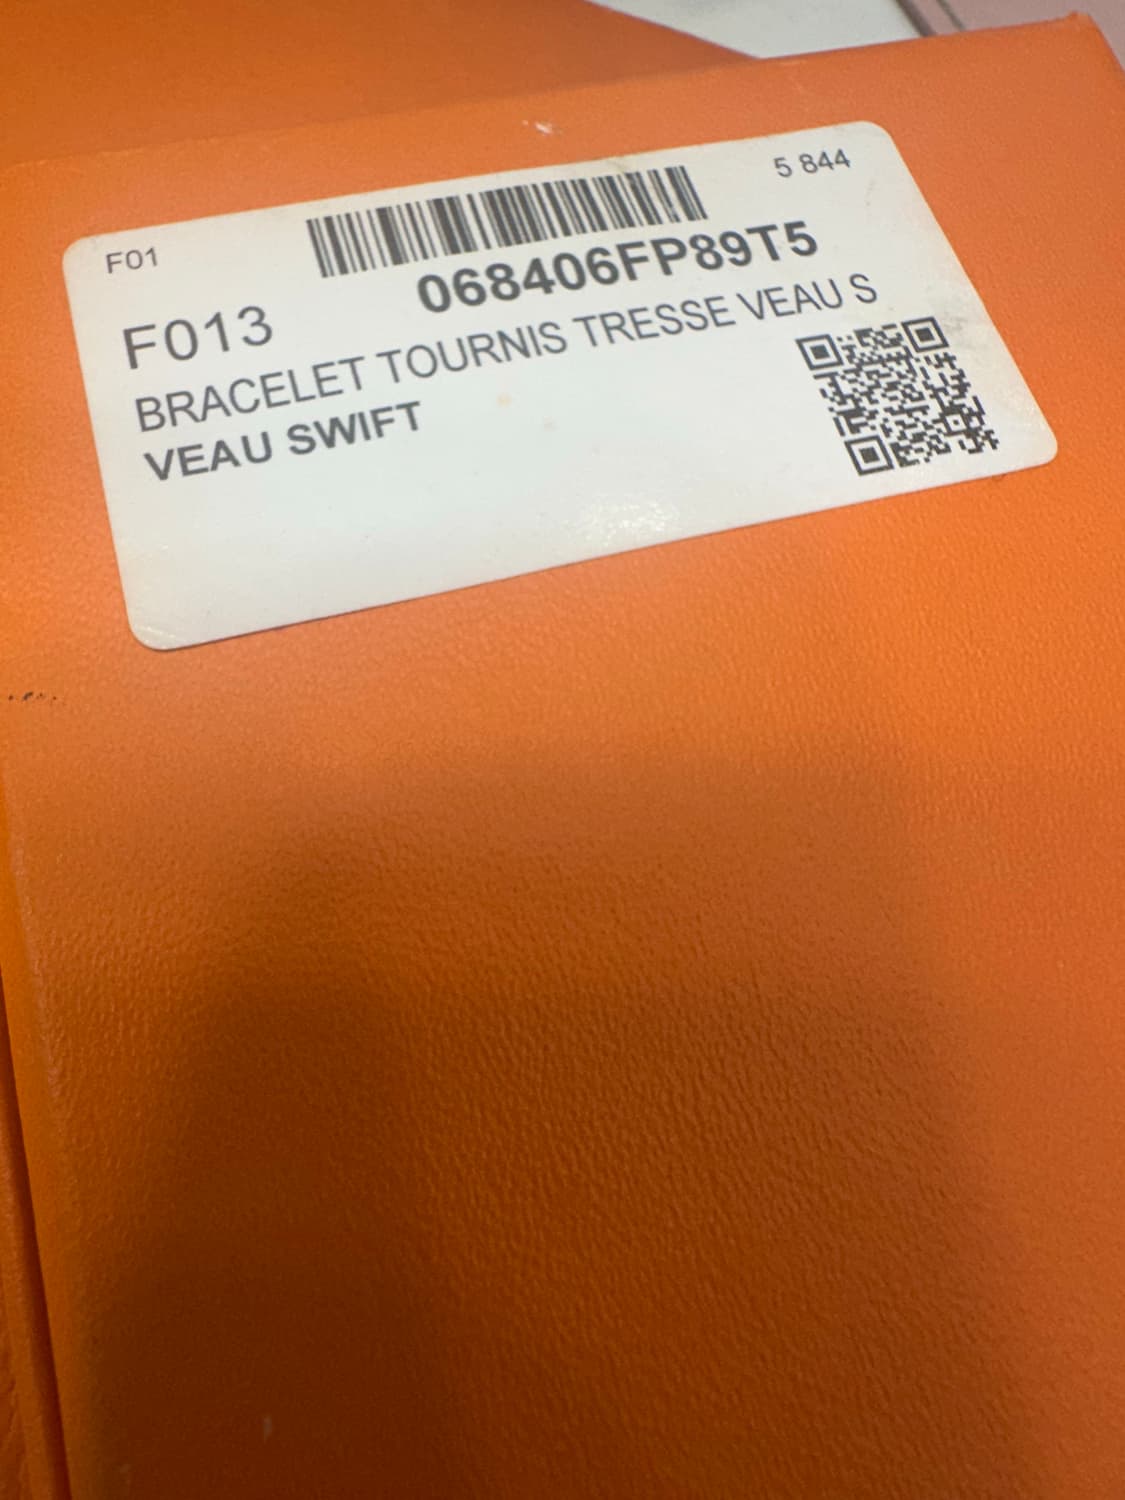 F01
5 844
068406FP89T5
F013
BRACELET TOURNIS TRESSE VEAU S
VEAU SWIFT